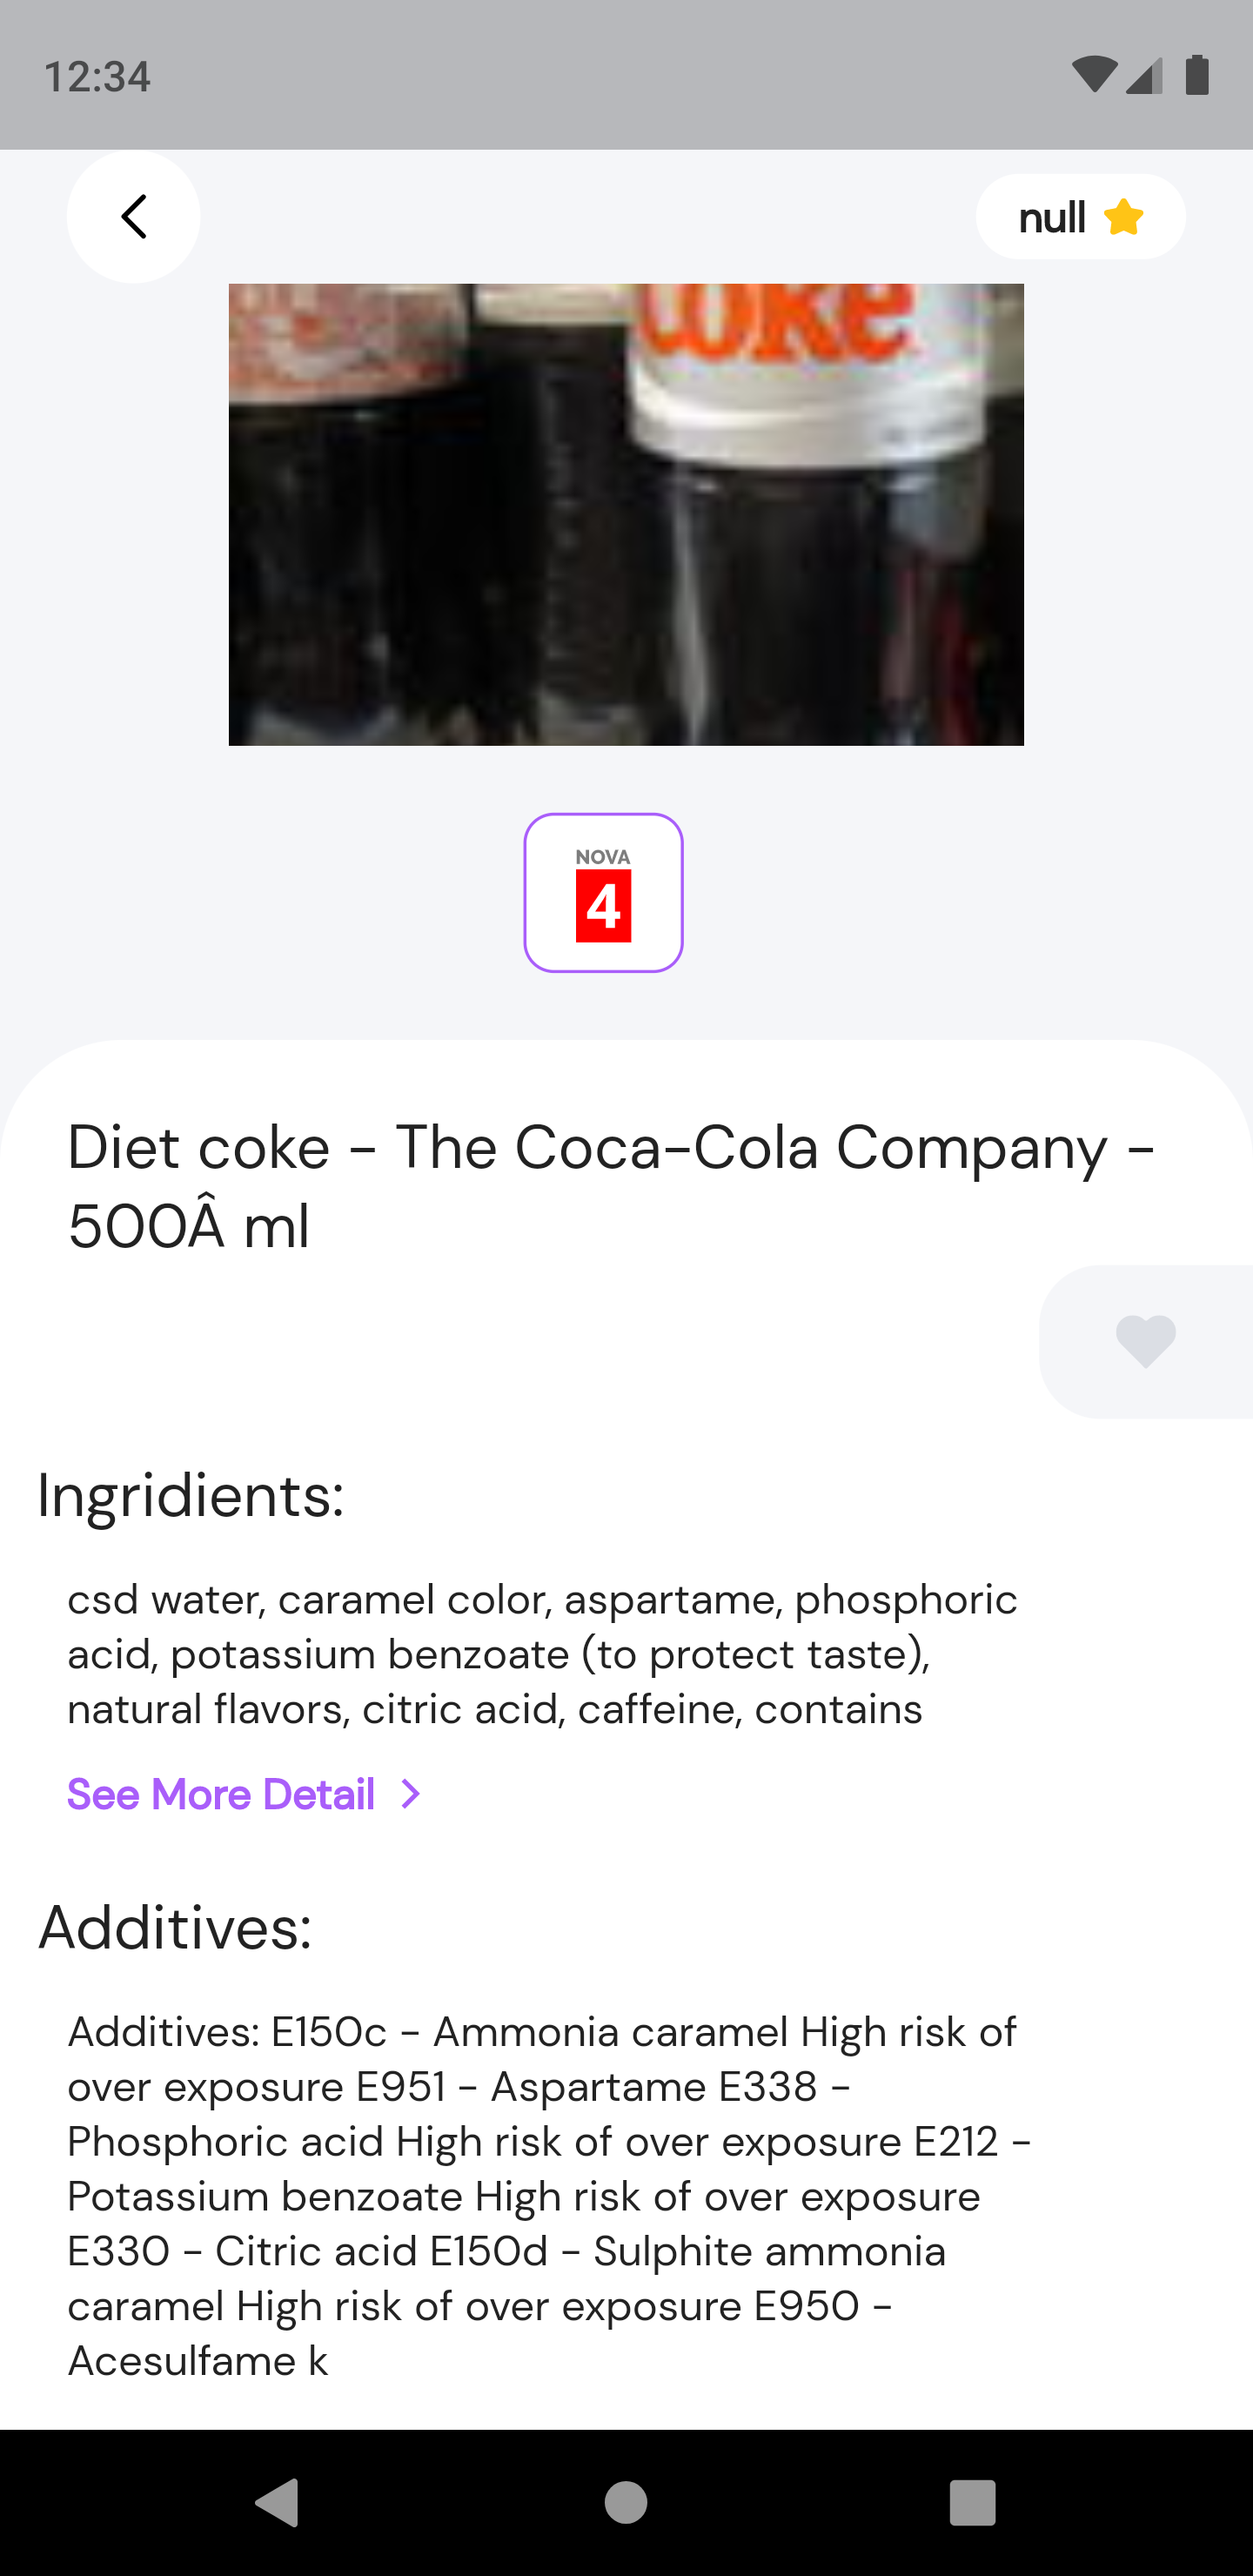 12:34
null
coke
NOVA
4
Diet coke - The Coca-Cola Company -
500Â ml
Ingridients:
csd water, caramel color, aspartame, phosphoric
acid, potassium benzoate (to protect taste),
natural flavors, citric acid, caffeine, contains
See More Detail
Additives:
Additives: E150c - Ammonia caramel High risk of
over exposure E951 - Aspartame E338 -
Phosphoric acid High risk of over exposure E212 -
Potassium benzoate High risk of over exposure
E330 - Citric acid E150d - Sulphite ammonia
caramel High risk of over exposure E950 -
Acesulfame k